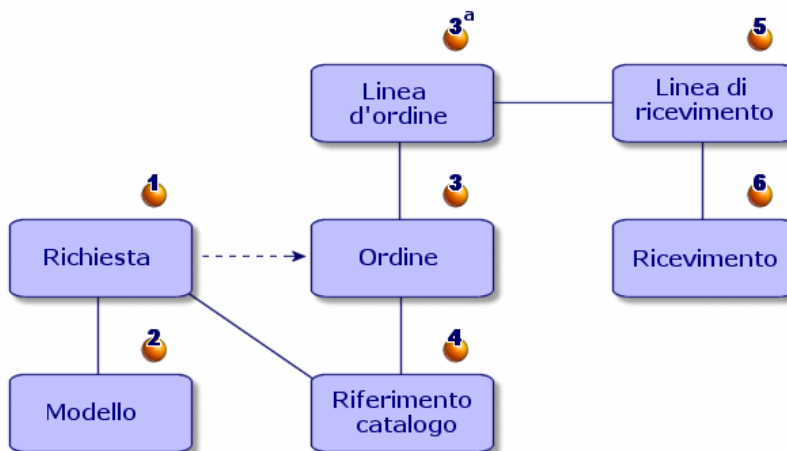 3a
5
Linea
d'ordine
Linea di
ricevimento
1
3
6
Richiesta
Ordine
Ricevimento
2
4
Modello
Riferimento
catalogo